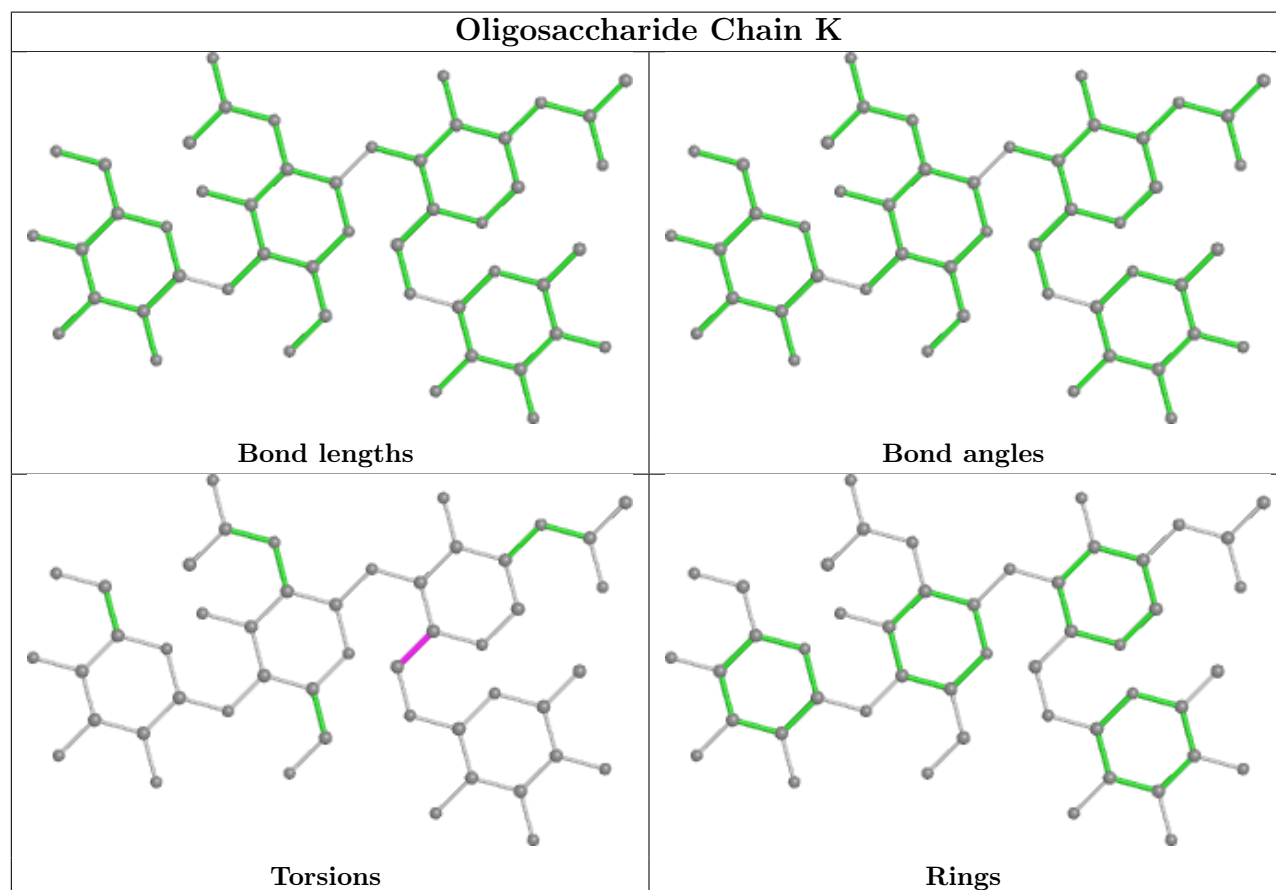 Oligosaccharide Chain K
Bond lengths
Bond angles
Torsions
Rings